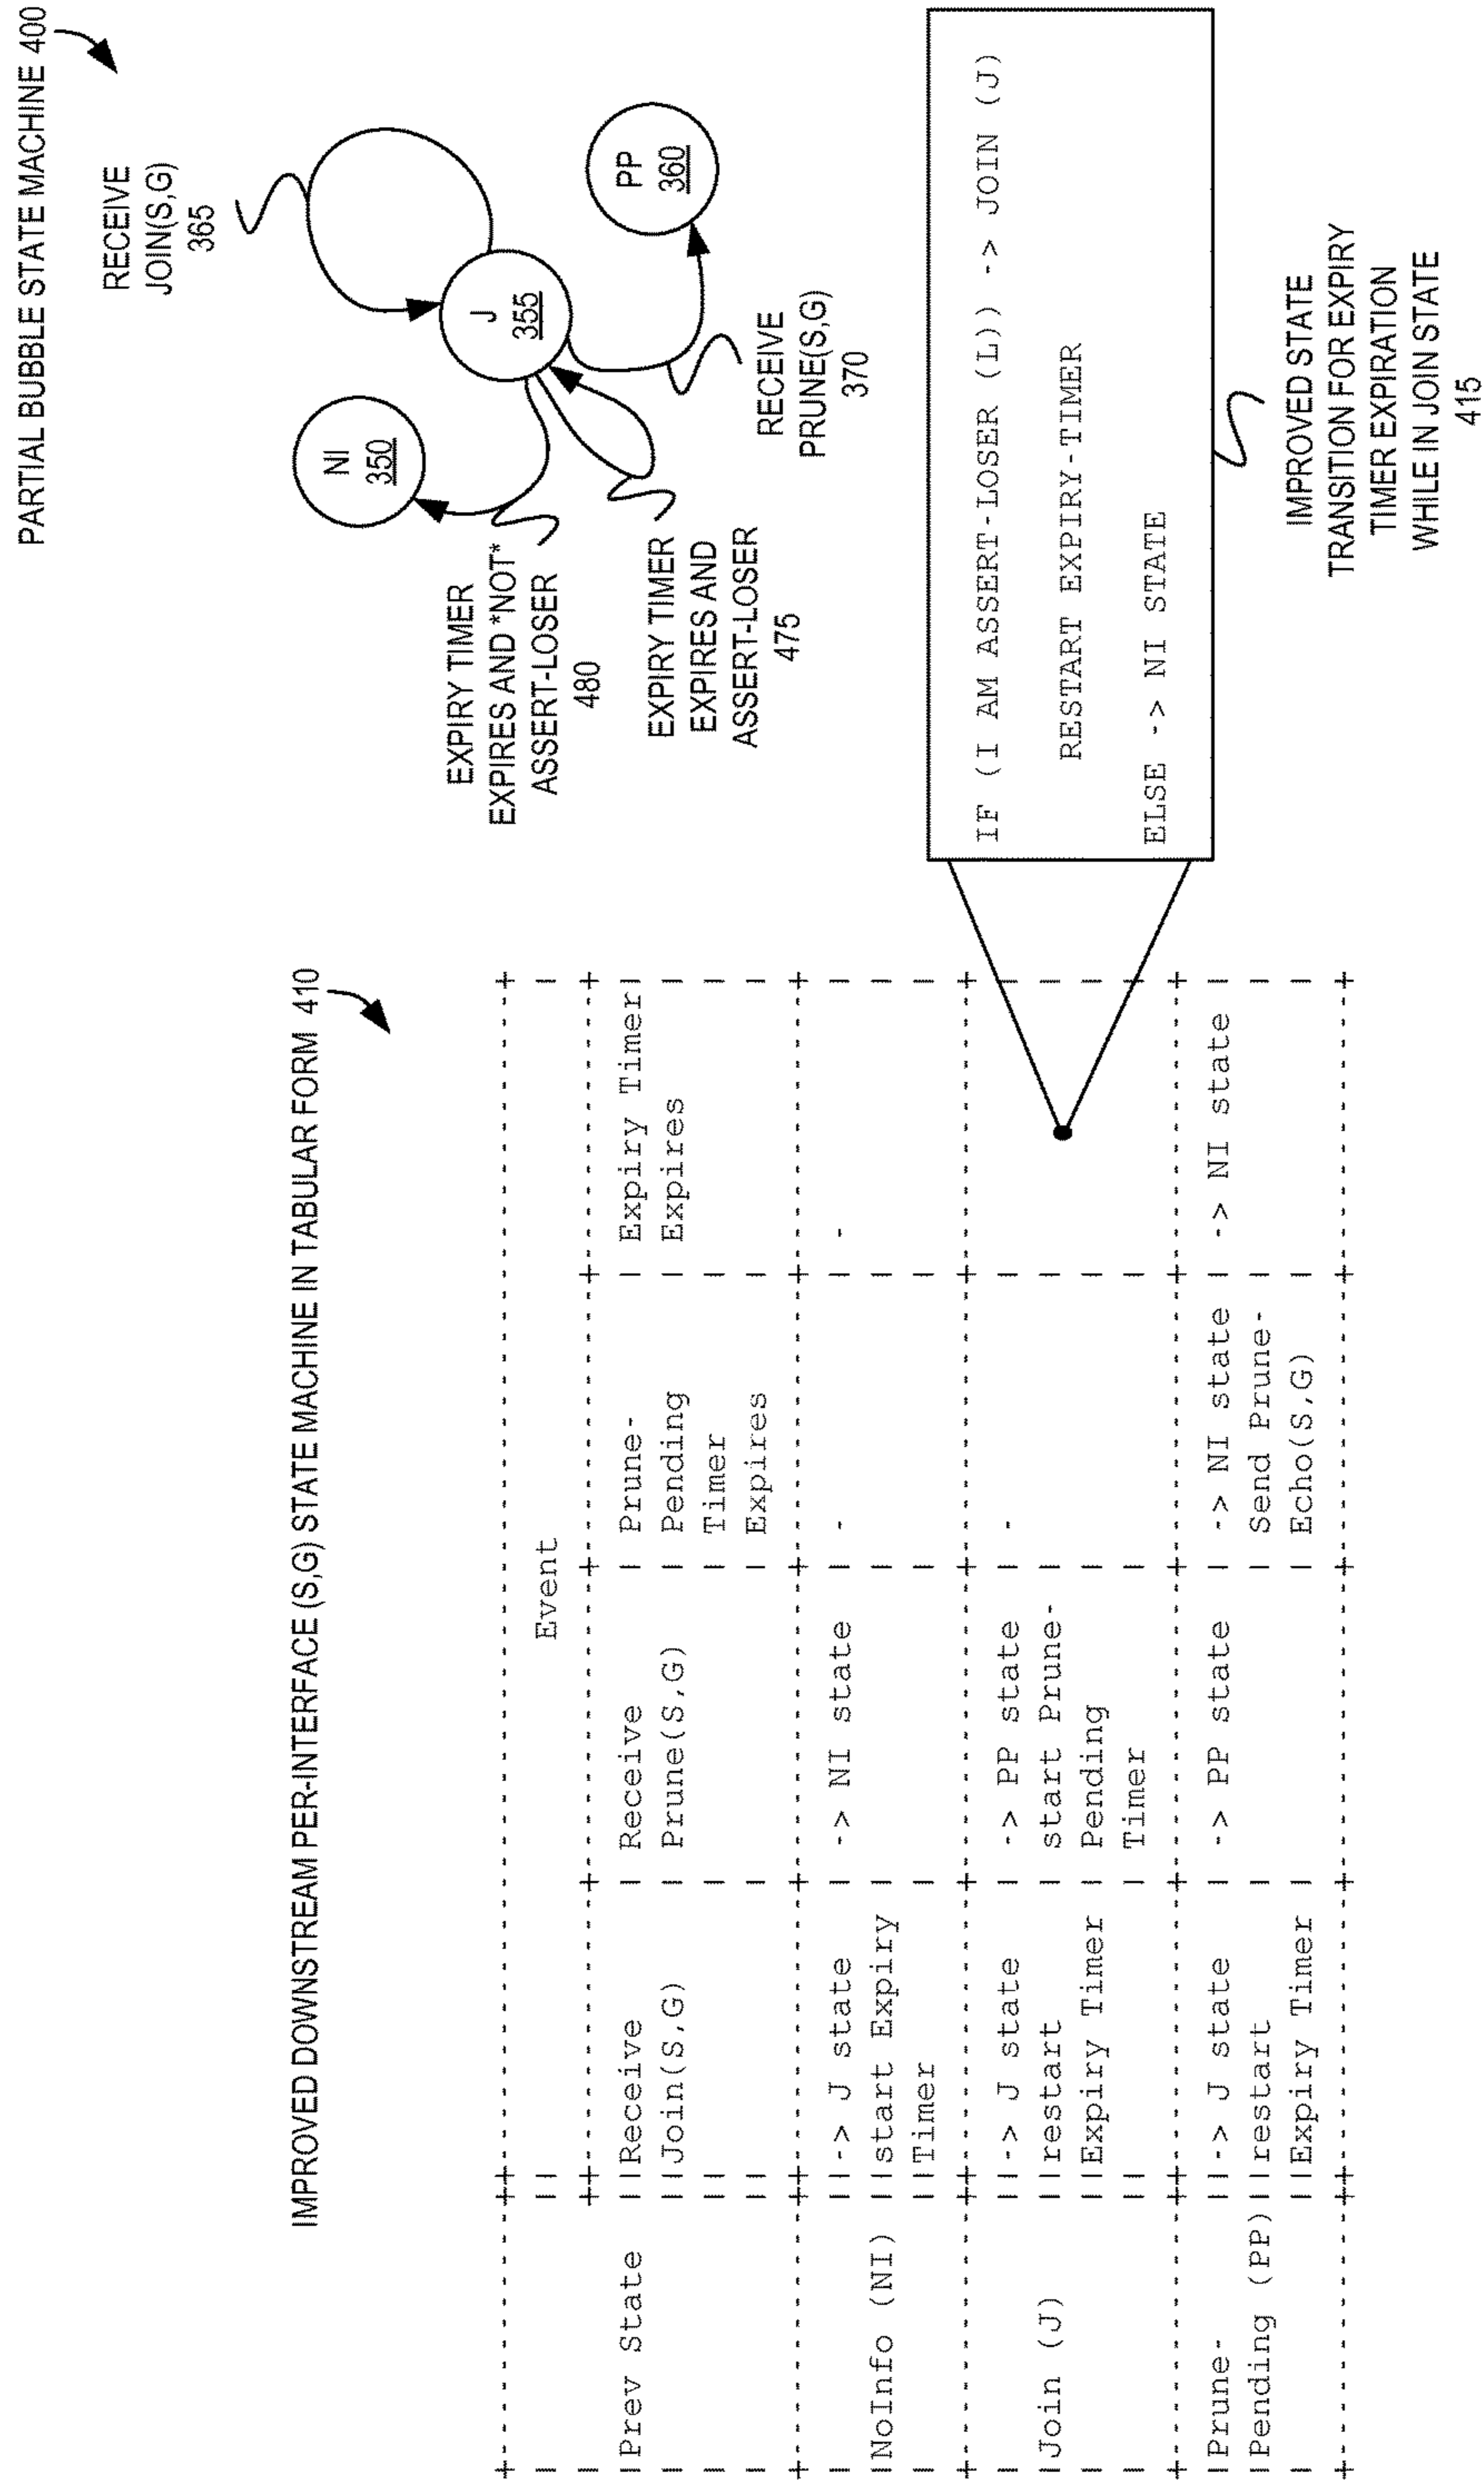 PARTIAL BUBBLE STATE MACHINE 400
RECEIVE
JOIN(S,G)
365
NI
350
J
355
PP
360
EXPIRY TIMER
EXPIRES AND *NOT*
ASSERT-LOSER
480
EXPIRY TIMER
EXPIRES AND
ASSERT-LOSER
475
RECEIVE
PRUNE(S,G)
370
IMPROVED DOWNSTREAM PER-INTERFACE (S,G) STATE MACHINE IN TABULAR FORM 410
Event
Prev State
Receive
Join(S,G)
Receive
Prune(S,G)
Prune-
Pending
Timer
Expires
Expiry Timer
Expires
NoInfo (NI)
-> J state
start Expiry
Timer
-> NI state
-
-
Join (J)
-> J state
restart
Expiry Timer
-> PP state
start Prune-
Pending
Timer
-
Prune-
Pending (PP)
-> J state
restart
Expiry Timer
-> PP state
-> NI state
Send Prune-
Echo(S,G)
-> NI state
IF (I AM ASSERT-LOSER (L)) -> JOIN (J)
RESTART EXPIRY-TIMER
ELSE -> NI STATE
IMPROVED STATE
TRANSITION FOR EXPIRY
TIMER EXPIRATION
WHILE IN JOIN STATE
415